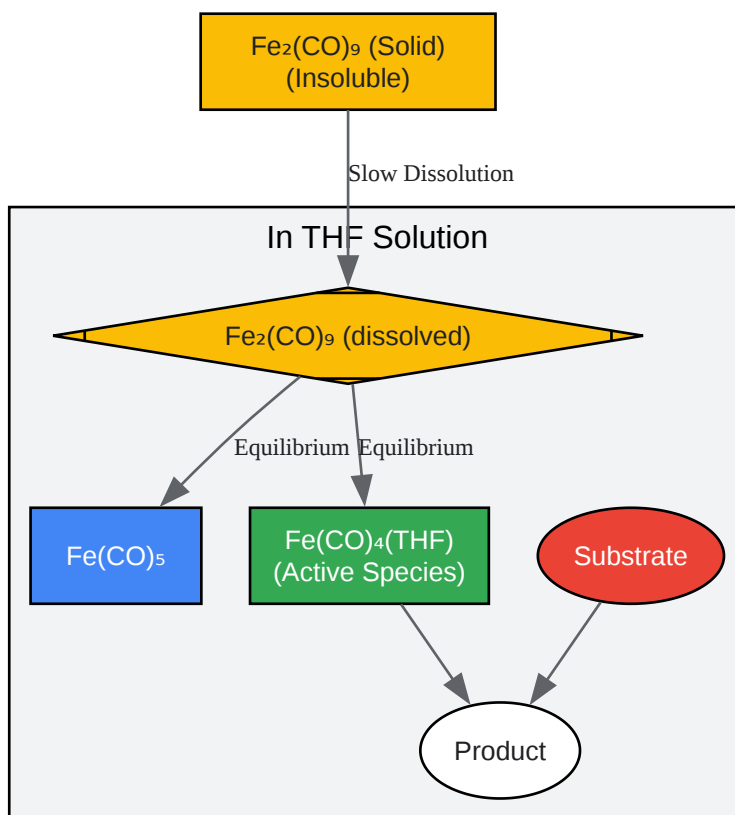 Fe₂(CO)₉ (Solid)
(Insoluble)
Slow Dissolution
In THF Solution
Fe₂(CO)₉ (dissolved)
Equilibrium
Equilibrium
Fe(CO)₅
Fe(CO)₄(THF)
(Active Species)
Substrate
Product